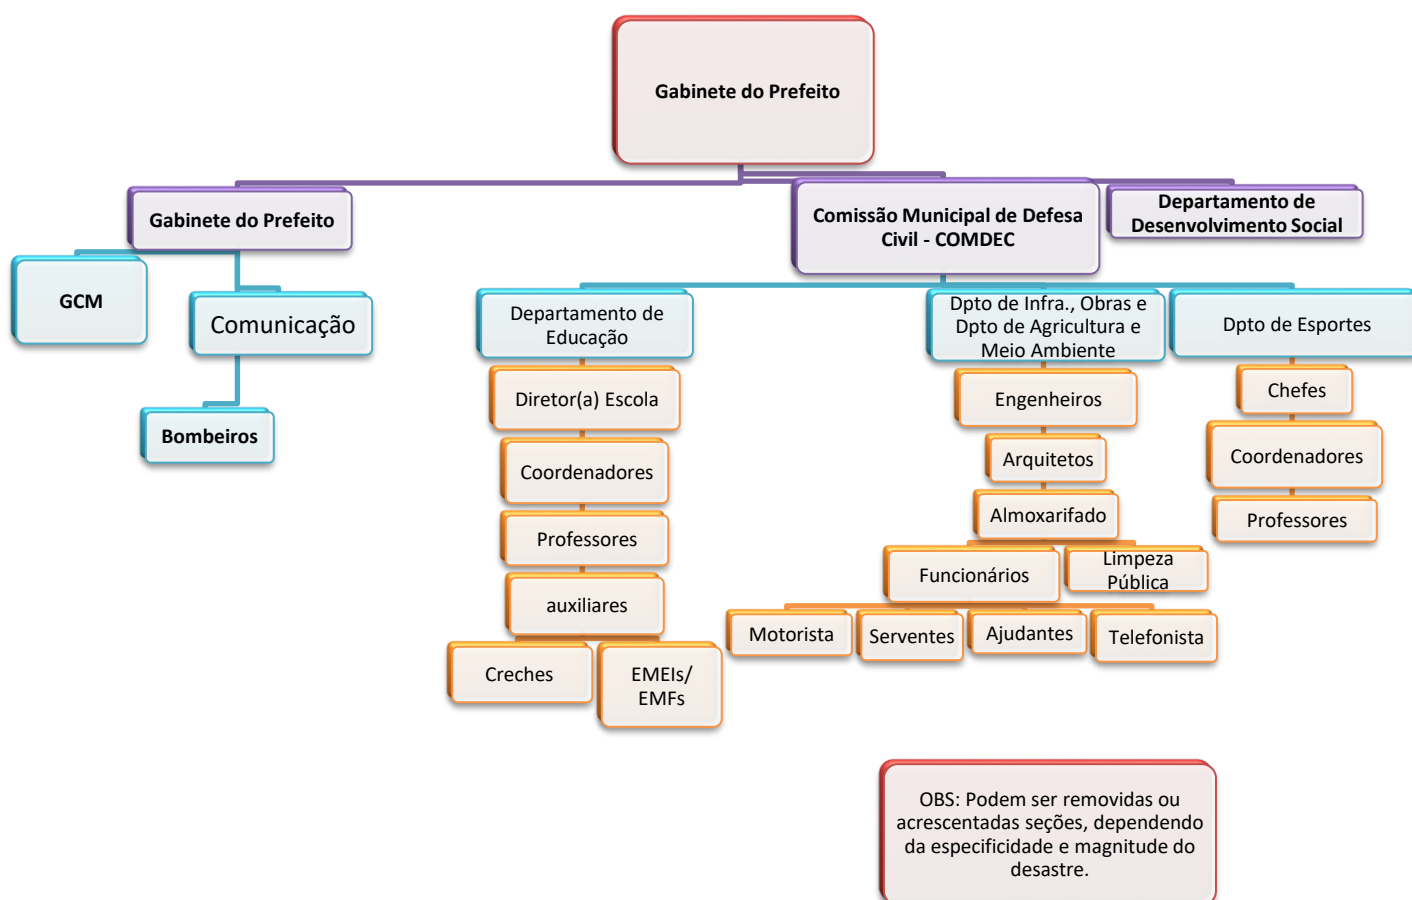 Gabinete do Prefeito
Gabinete do Prefeito
Comissão Municipal de Defesa
Civil - COMDEC
Departamento de
Desenvolvimento Social
GCM
Comunicação
Bombeiros
Departamento de
Educação
Dpto de Infra., Obras e
Dpto de Agricultura e
Meio Ambiente
Dpto de Esportes
Diretor(a) Escola
Coordenadores
Professores
auxiliares
Creches
EMEIs/
EMFs
Engenheiros
Arquitetos
Almoxarifado
Funcionários
Limpeza
Pública
Motorista
Serventes
Ajudantes
Telefonista
Chefes
Coordenadores
Professores
OBS: Podem ser removidas ou
acrescentadas seções, dependendo
da especificidade e magnitude do
desastre.